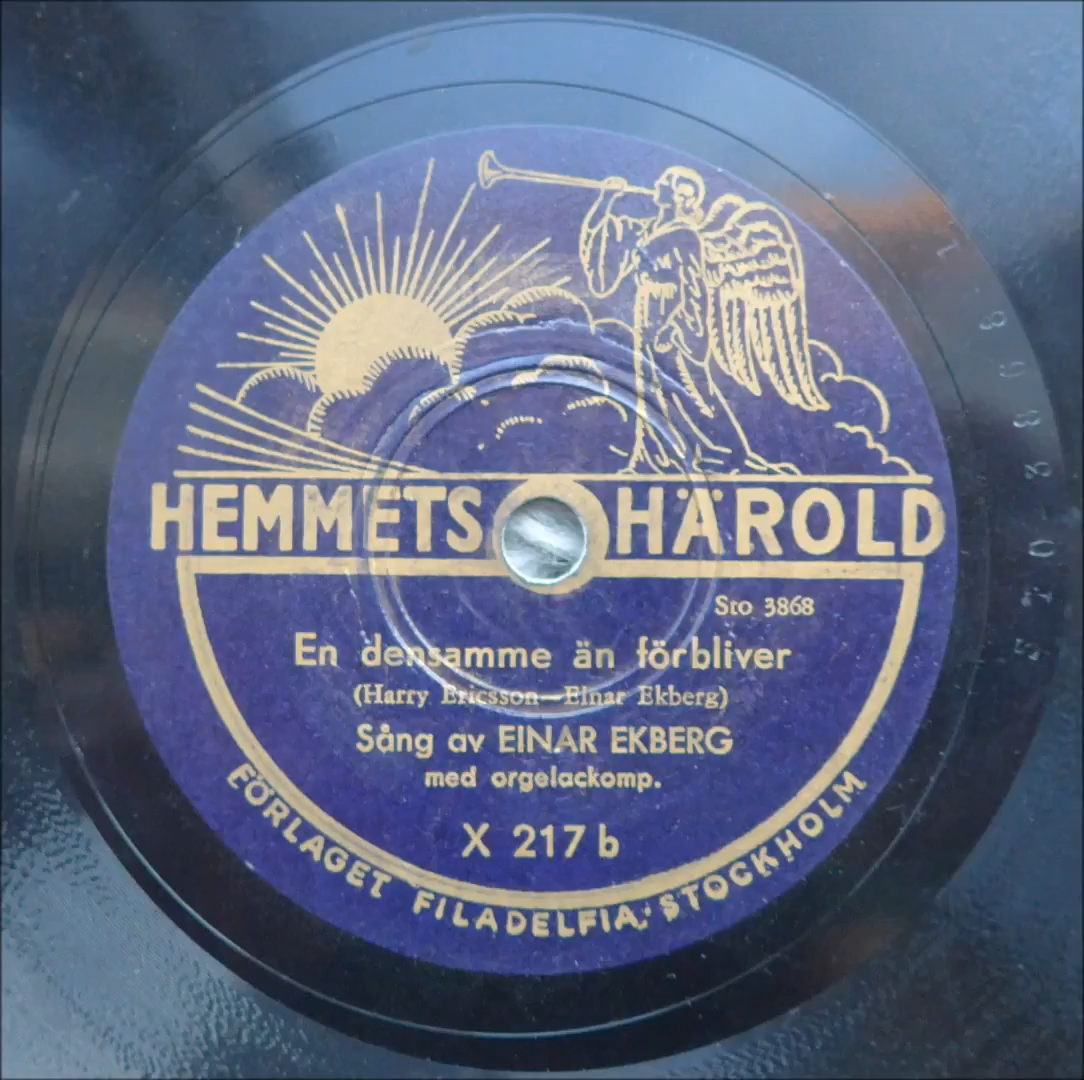 HEMMETS HÄROLD
Sto 3868
En densamme än förbliver
(Harry Ericsson—Einar Ekberg)
Sång av EINAR EKBERG
med orgelackomp.
X 217 b
FÖRLAGET FILADELFIA, STOCKHOLM